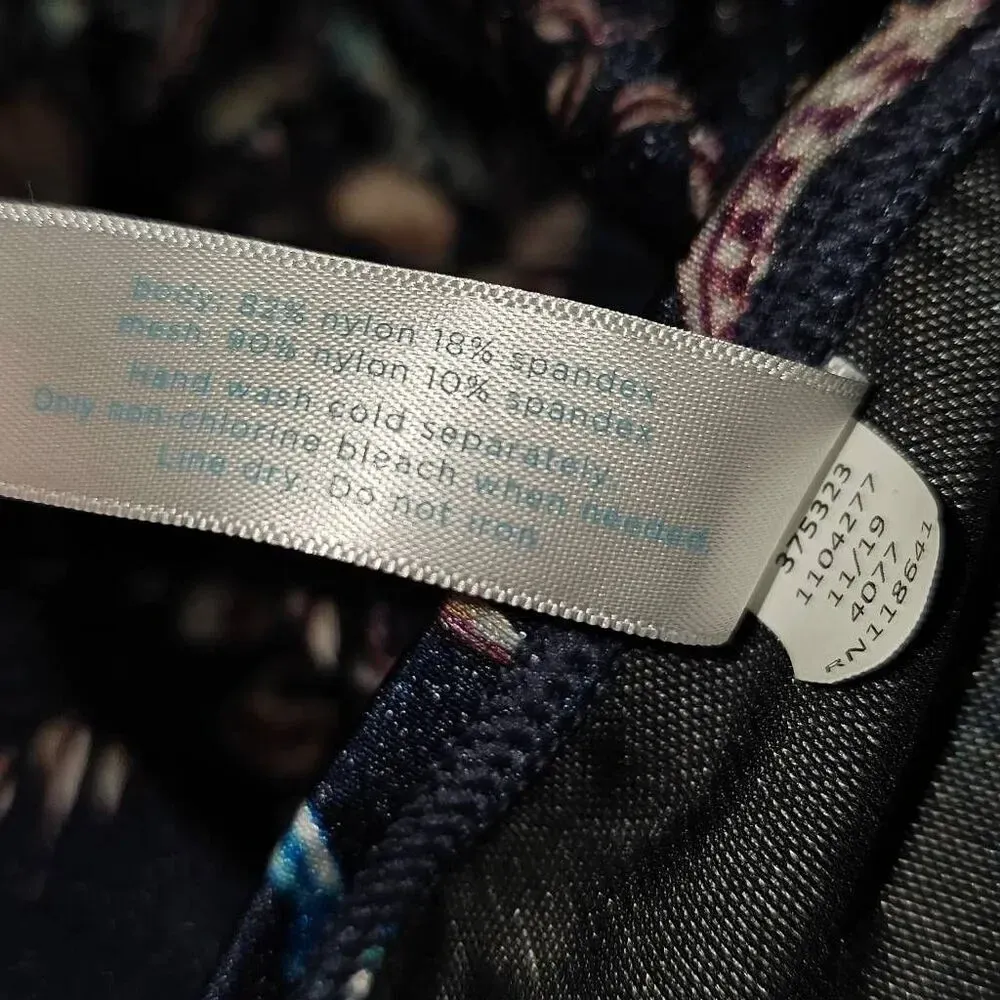 body: 82% nylon 18% spandex
mesh: 90% nylon 10% spandex
Hand wash cold separately.
Only non-chlorine bleach when needed.
Line dry. Do not iron.
375323
1104277
11/19
4077
RN118641